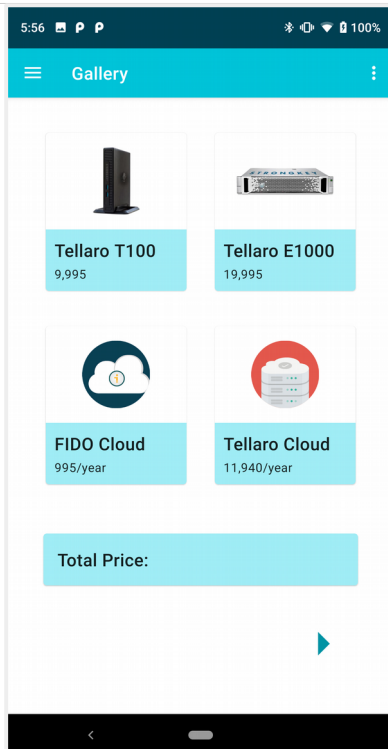 5:56 P P 100%
Gallery
STRONGKEY
Tellaro T100
9,995
Tellaro E1000
19,995
FIDO Cloud
995/year
Tellaro Cloud
11,940/year
Total Price: